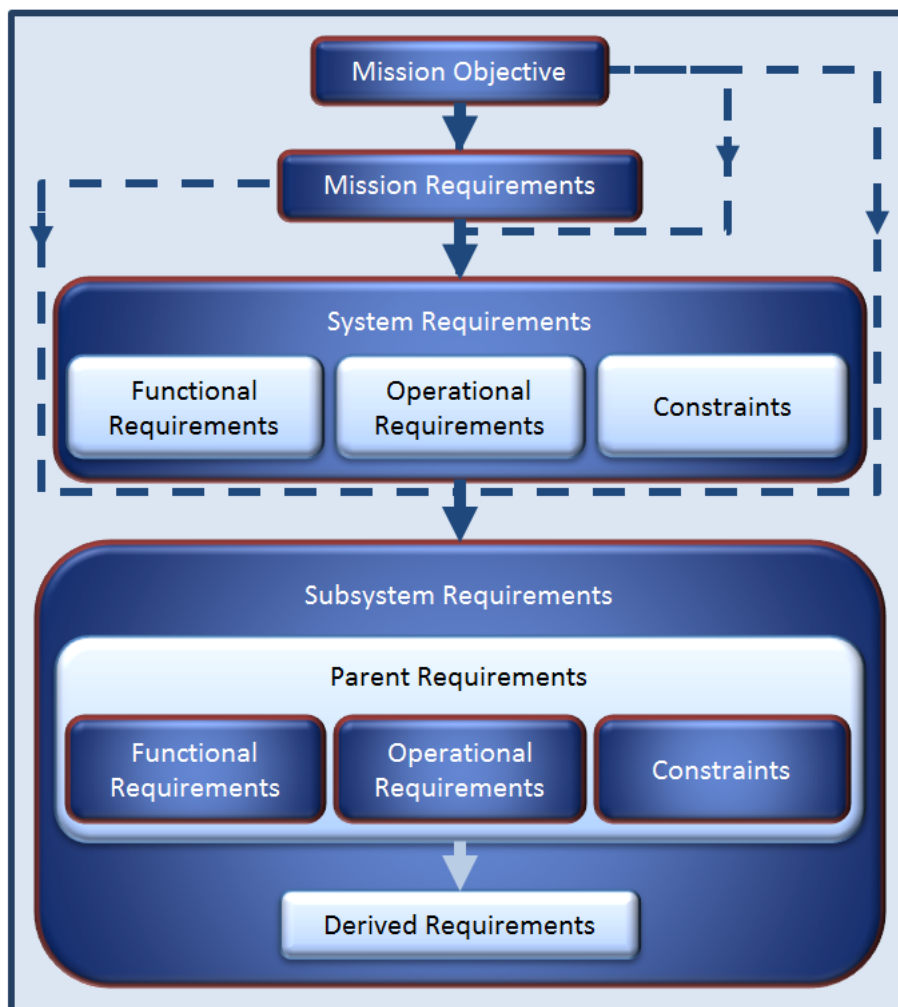 Mission Objective
Mission Requirements
System Requirements
Functional
Requirements
Operational
Requirements
Constraints
Subsystem Requirements
Parent Requirements
Functional
Requirements
Operational
Requirements
Constraints
Derived Requirements